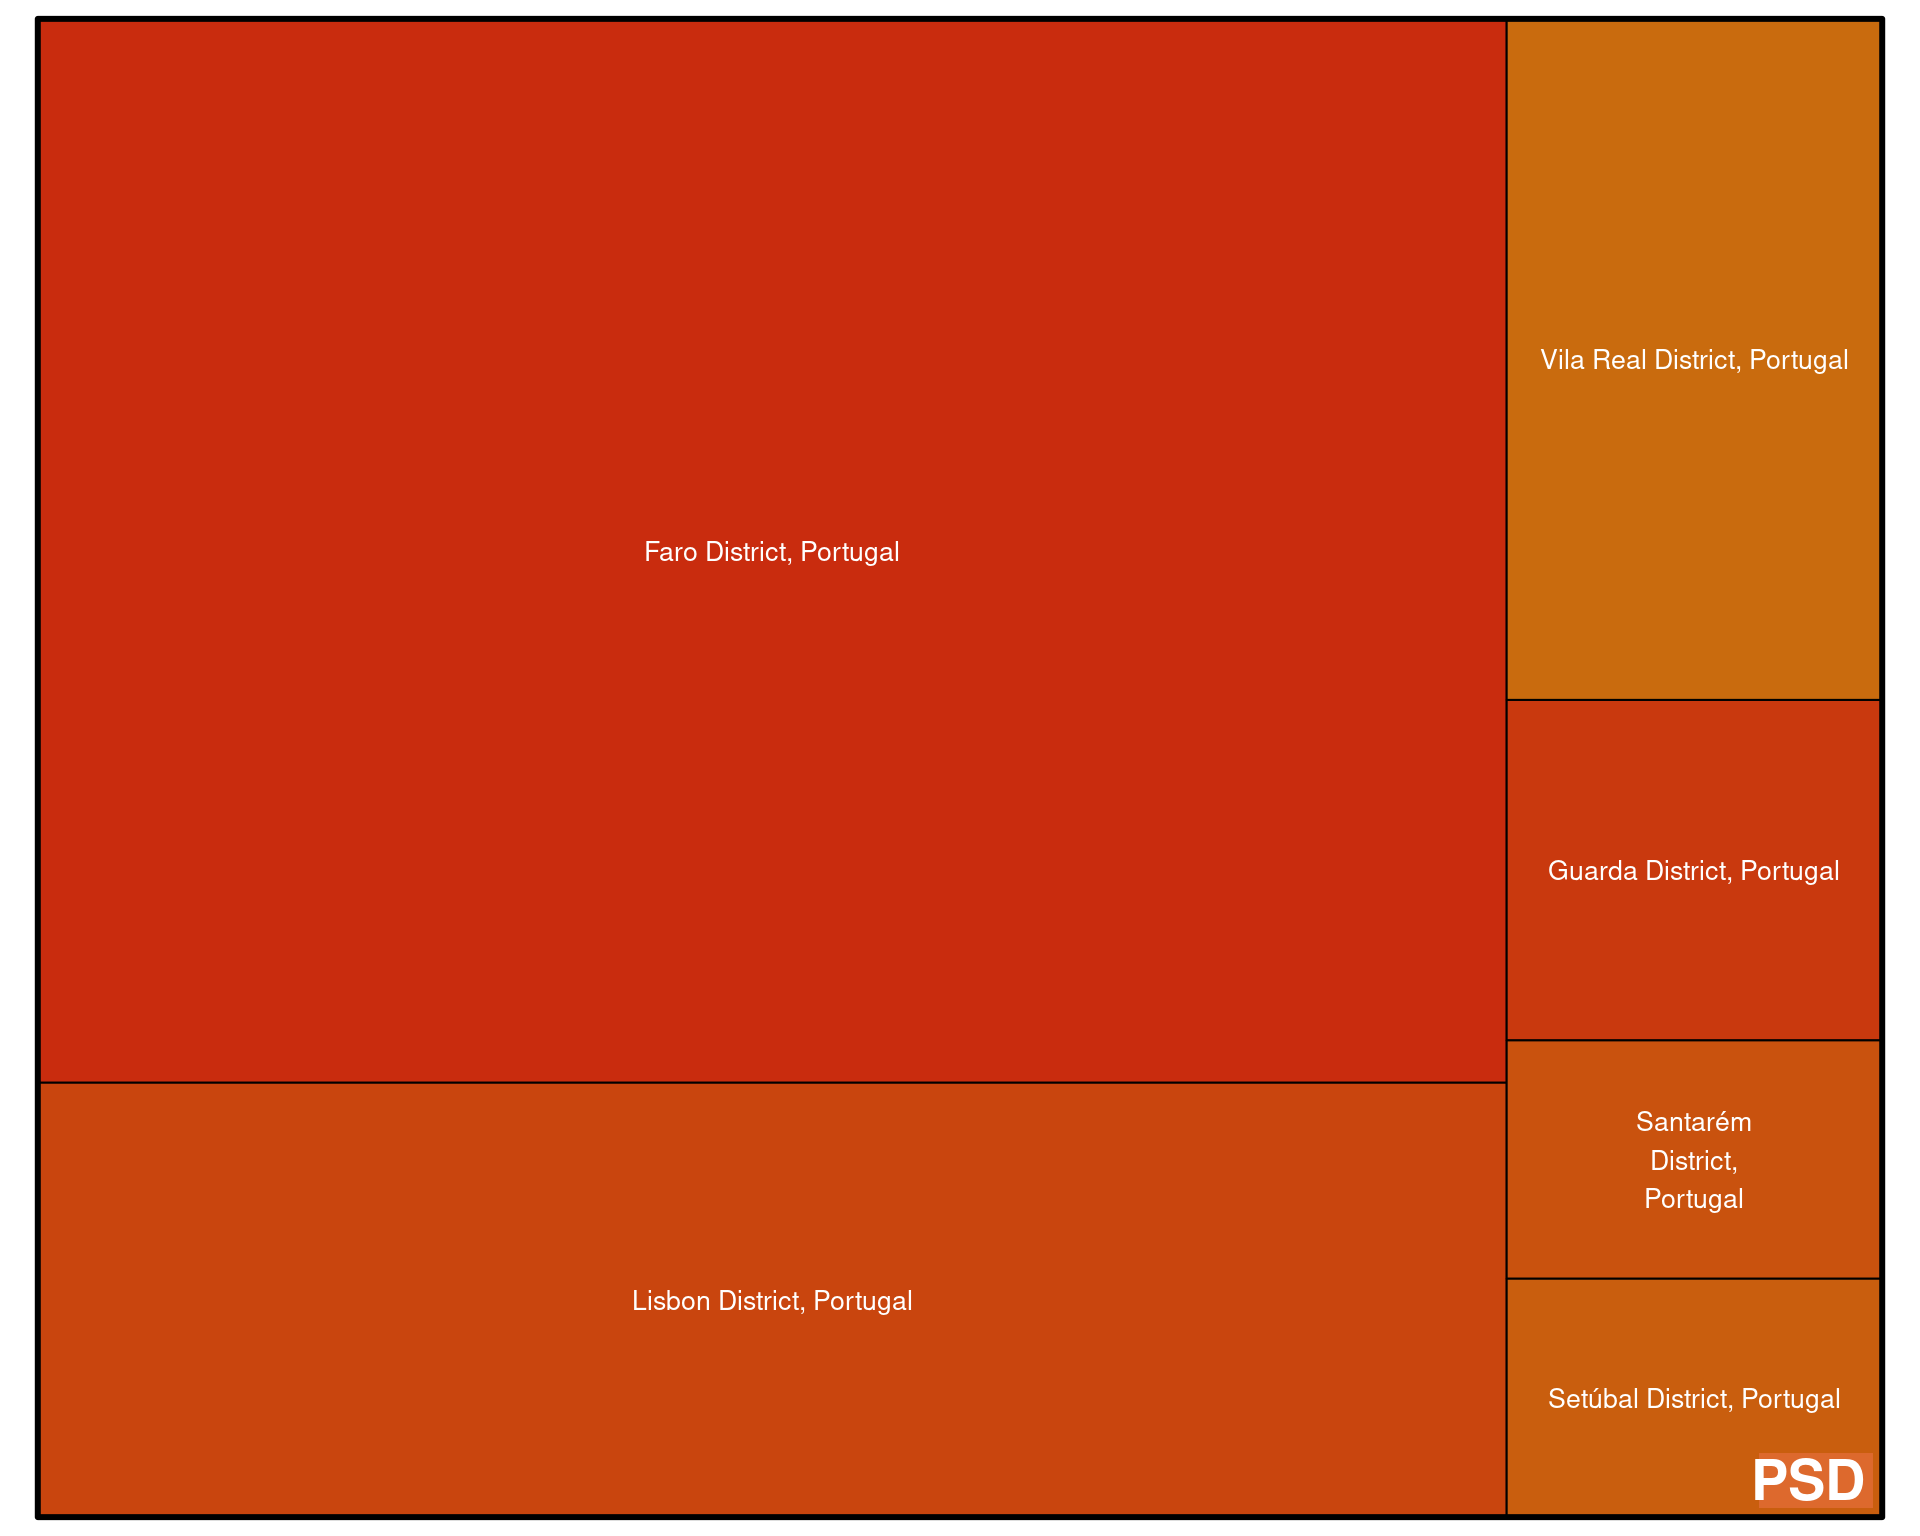 Faro District, Portugal
Lisbon District, Portugal
Vila Real District, Portugal
Guarda District, Portugal
Santarém
District,
Portugal
Setúbal District, Portugal
PSD